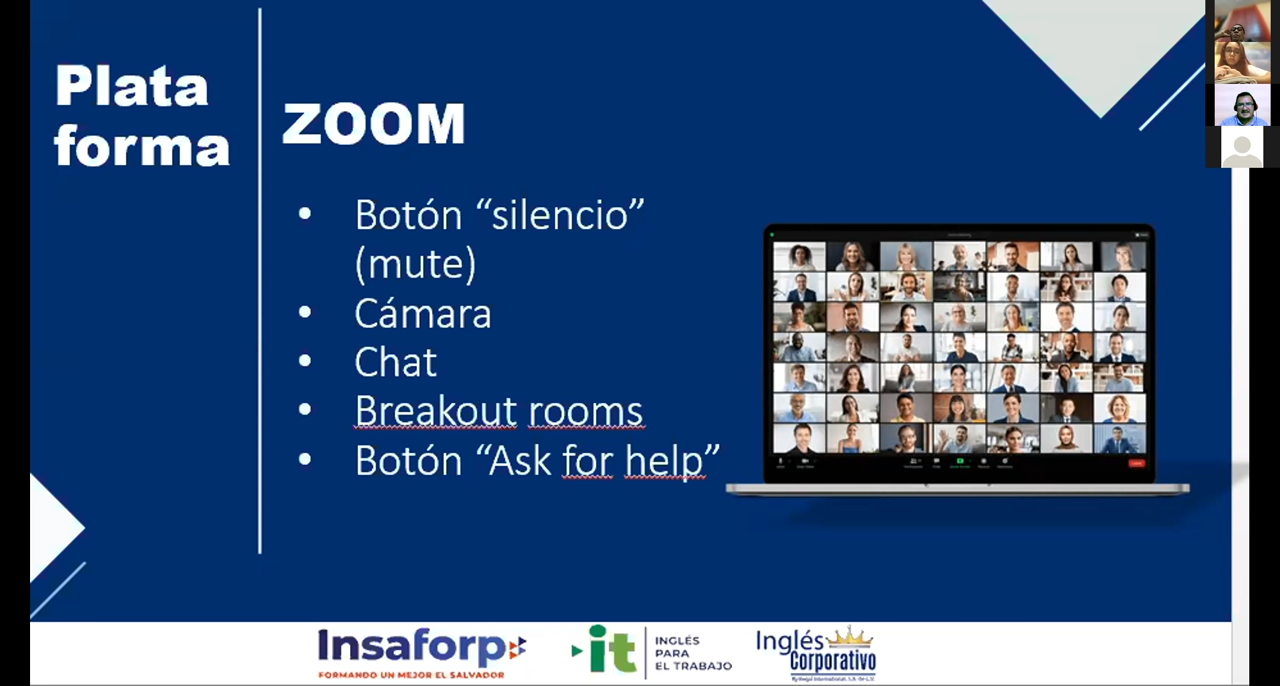 Plata
forma
ZOOM
• Botón “silencio”
(mute)
• Cámara
• Chat
• Breakout rooms
• Botón “Ask for help”
Insaforp
FORMANDO UN MEJOR EL SALVADOR
it
INGLÉS
PARA
EL TRABAJO
Inglés
Corporativo